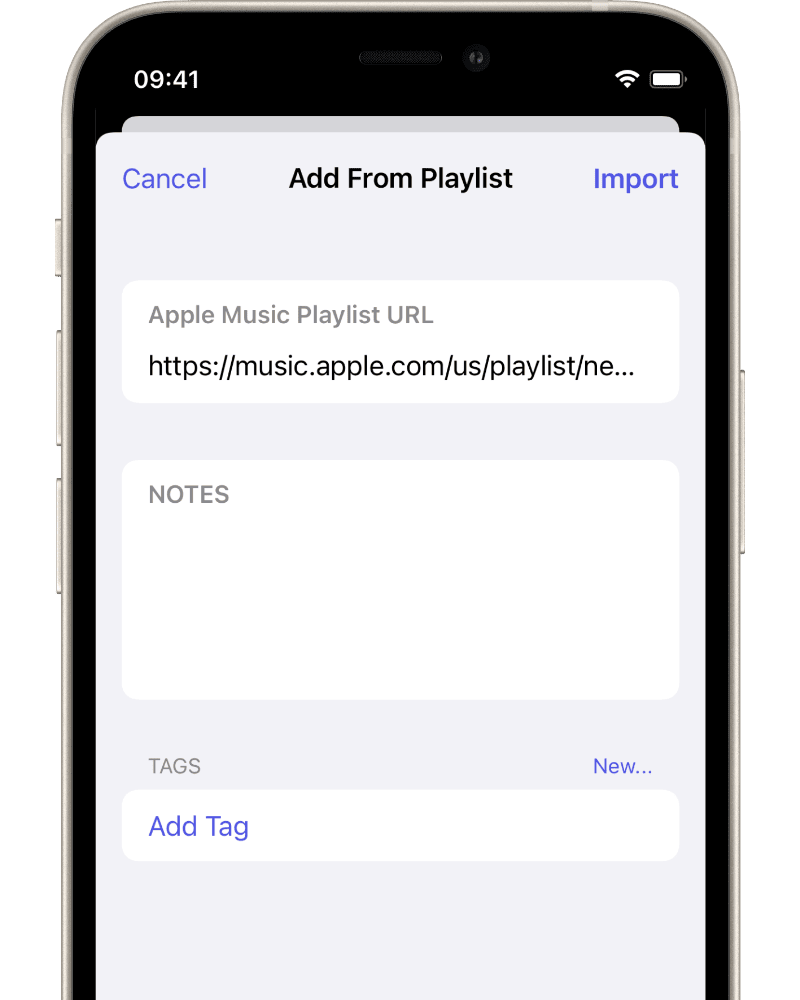 09:41
Cancel Add From Playlist Import
Apple Music Playlist URL
https://music.apple.com/us/playlist/ne...
NOTES
TAGS New...
Add Tag